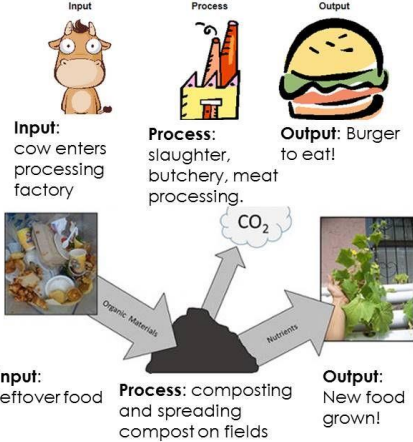 Input
Process
Output
Input:
cow enters
processing
factory
Process:
slaughter,
butchery, meat
processing.
Output: Burger
to eat!
CO2
Organic Materials
Nutrients
nput:
eftover food
Process: composting
and spreading
compost on fields
Output:
New food
grown!